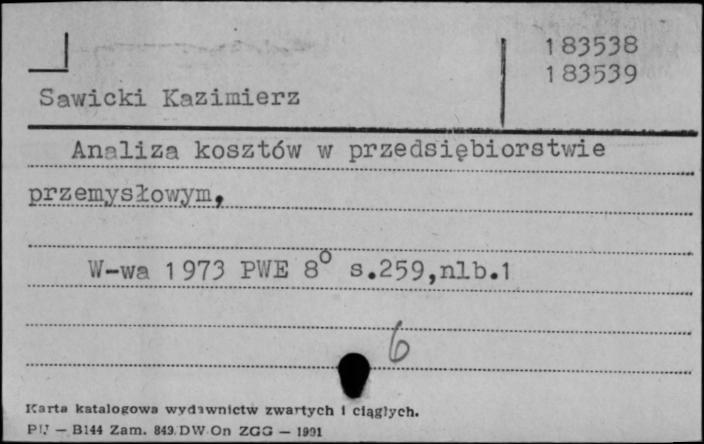 183538
183539
Sawicki Kazimierz
Analiza kosztów w przedsiębiorstwie
przemysłowym,
W-wa 1973 PWE 8° s.259,nlb.1
6
Karta katalogowa wydawnictw zwartych i ciągłych.
PU — B144 Zam. 849.DW.On ZGG — 1991